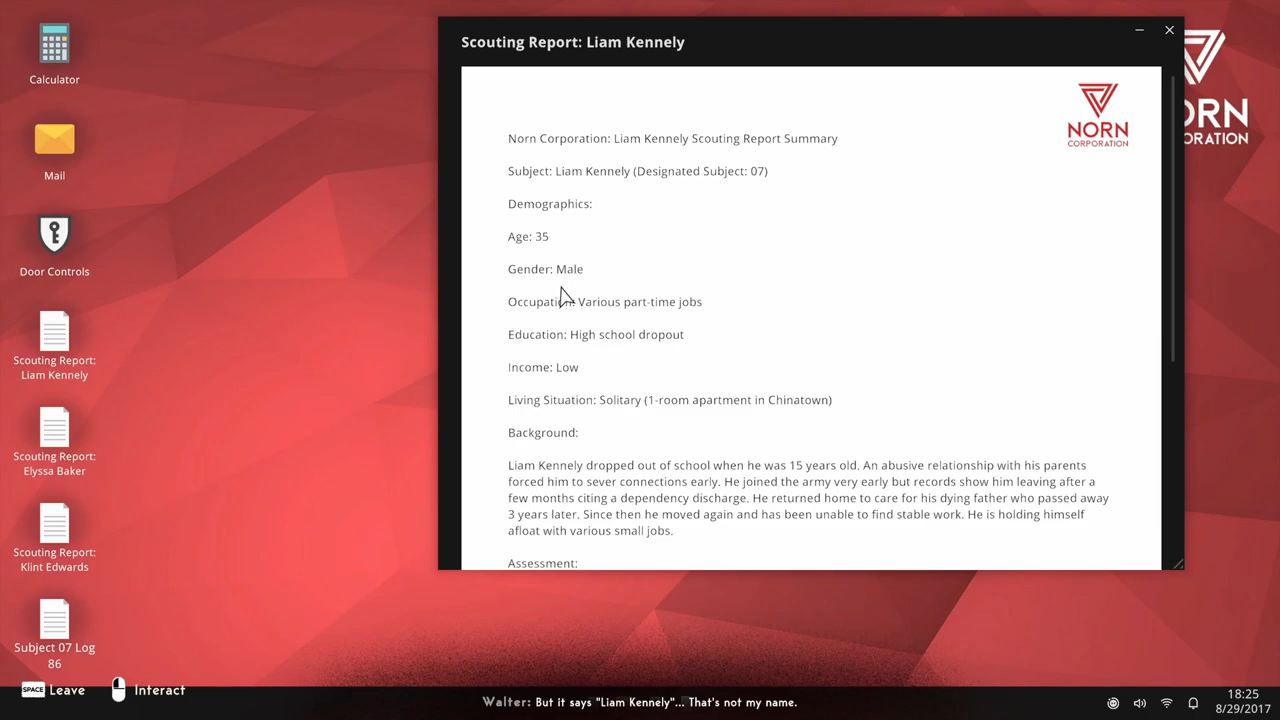 Calculator
Mail
Door Controls
Scouting Report:
Liam Kennely
Scouting Report:
Elyssa Baker
Scouting Report:
Klint Edwards
Subject 07 Log
86
SPACE Leave
Interact
Scouting Report: Liam Kennely
NORN
CORPORATION
Norn Corporation: Liam Kennely Scouting Report Summary
Subject: Liam Kennely (Designated Subject: 07)
Demographics:
Age: 35
Gender: Male
Occupation: Various part-time jobs
Education: High school dropout
Income: Low
Living Situation: Solitary (1-room apartment in Chinatown)
Background:
Liam Kennely dropped out of school when he was 15 years old. An abusive relationship with his parents
forced him to sever connections early. He joined the army very early but records show him leaving after a
few months citing a dependency discharge. He returned home to care for his dying father who passed away
3 years later. Since then he moved again and has been unable to find stable work. He is holding himself
afloat with various small jobs.
Assessment:
ORN
ORATION
Walter: But it says "Liam Kennely"... That's not my name.
18:25
8/29/2017